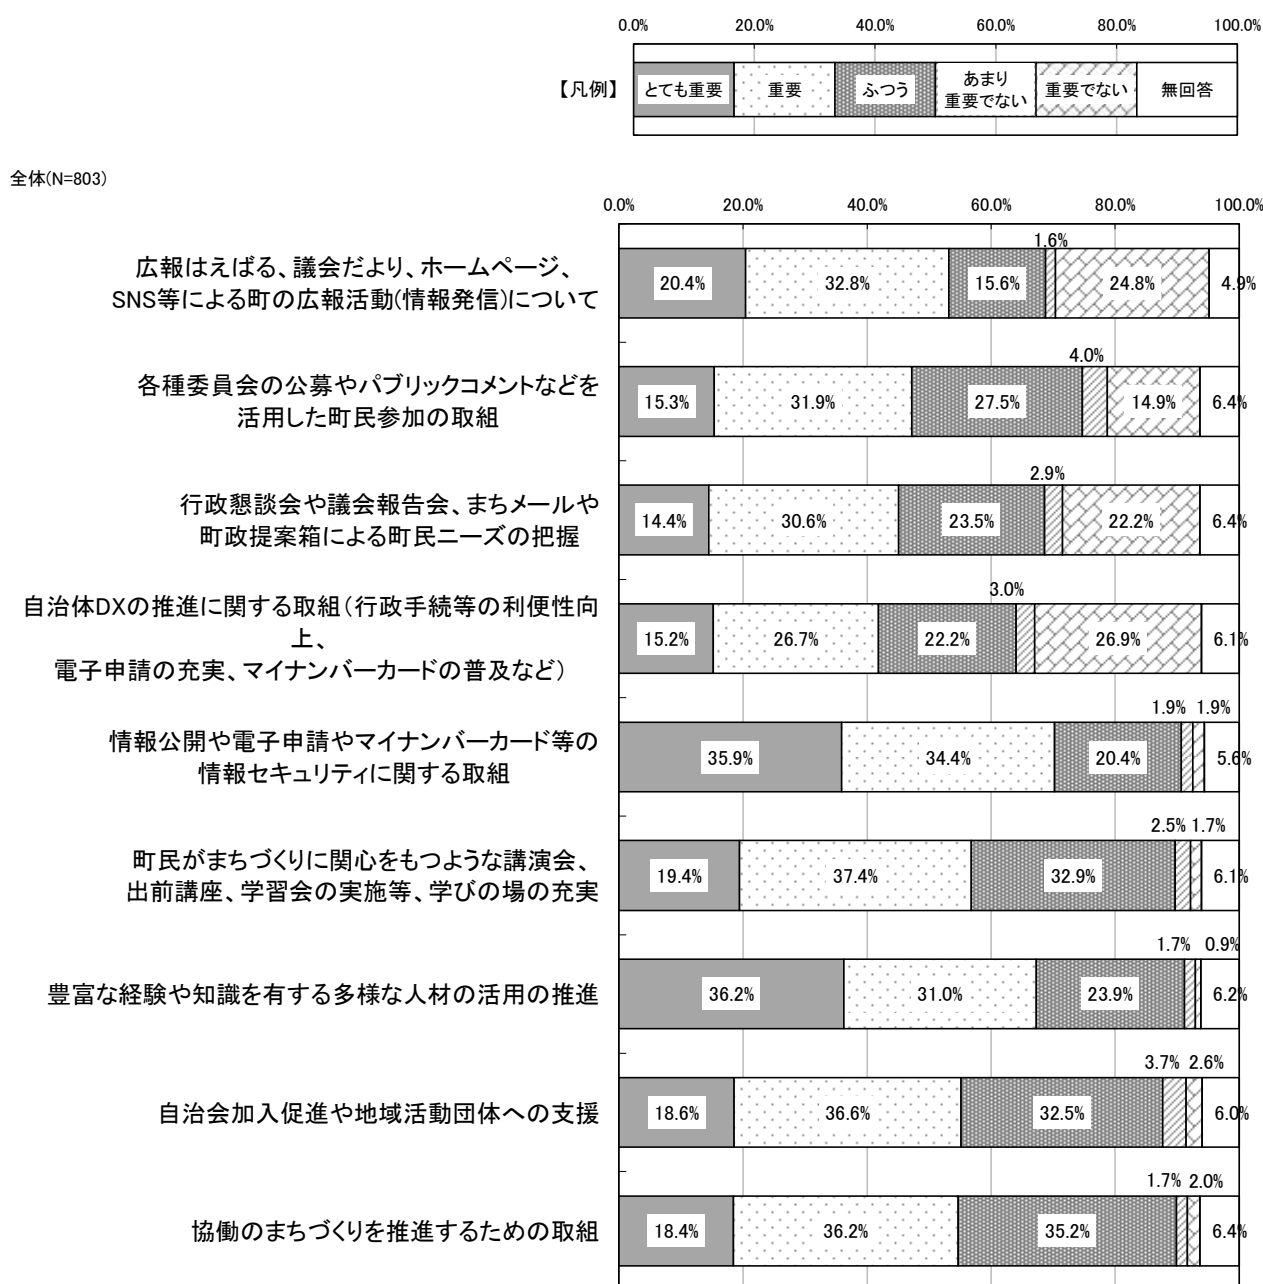 0.0% 20.0% 40.0% 60.0% 80.0% 100.0%
【凡例】 とても重要 重要 ふつう あまり 重要でない 重要でない 無回答
全体(N=803)
0.0% 20.0% 40.0% 60.0% 80.0% 100.0%
1.6%
広報はえばる、議会だより、ホームページ、
SNS等による町の広報活動(情報発信)について
20.4% 32.8% 15.6% 24.8% 4.9%
4.0%
各種委員会の公募やパブリックコメントなどを
活用した町民参加の取組
15.3% 31.9% 27.5% 14.9% 6.4%
2.9%
行政懇談会や議会報告会、まちメールや
町政提案箱による町民ニーズの把握
14.4% 30.6% 23.5% 22.2% 6.4%
3.0%
自治体DXの推進に関する取組(行政手続等の利便性向
上、
電子申請の充実、マイナンバーカードの普及など)
15.2% 26.7% 22.2% 26.9% 6.1%
1.9% 1.9%
情報公開や電子申請やマイナンバーカード等の
情報セキュリティに関する取組
35.9% 34.4% 20.4% 5.6%
2.5% 1.7%
町民がまちづくりに関心をもつような講演会、
出前講座、学習会の実施等、学びの場の充実
19.4% 37.4% 32.9% 6.1%
1.7% 0.9%
豊富な経験や知識を有する多様な人材の活用の推進
36.2% 31.0% 23.9% 6.2%
3.7% 2.6%
自治会加入促進や地域活動団体への支援
18.6% 36.6% 32.5% 6.0%
1.7% 2.0%
協働のまちづくりを推進するための取組
18.4% 36.2% 35.2% 6.4%